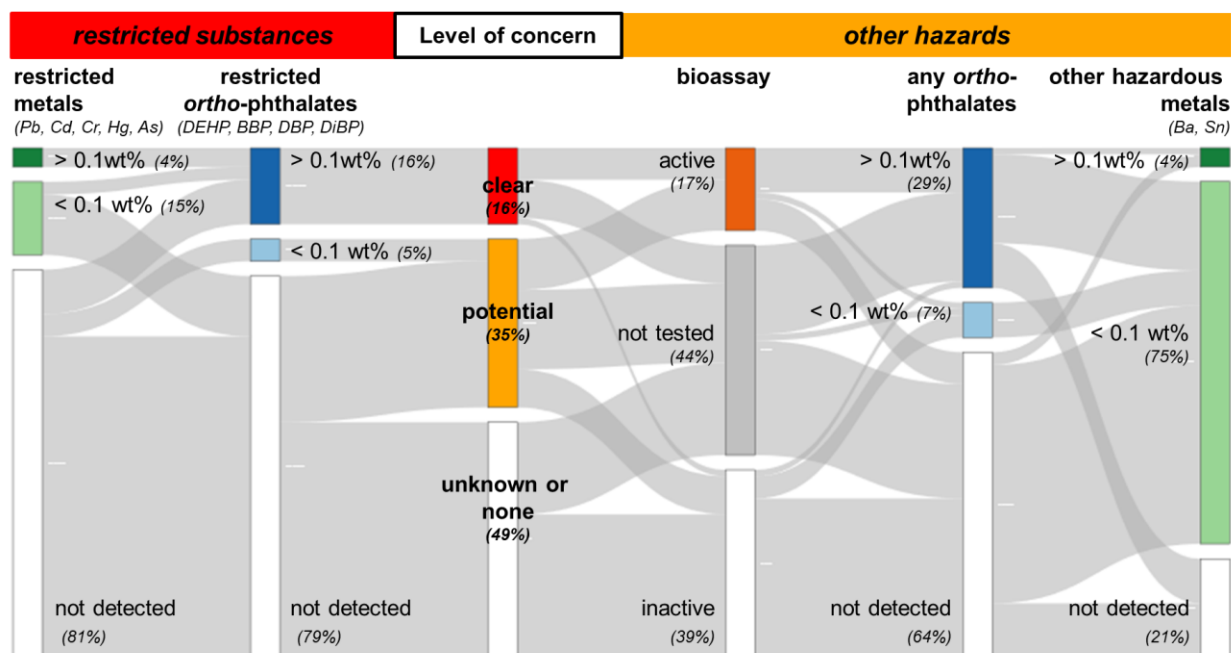 restricted substances
Level of concern
other hazards
restricted
metals
(Pb, Cd, Cr, Hg, As)
restricted
ortho-phthalates
(DEHP, BBP, DBP, DiBP)
bioassay
any ortho-
phthalates
other hazardous
metals
(Ba, Sn)
> 0.1wt% (4%)
< 0.1 wt% (15%)
not detected
(81%)
> 0.1wt% (16%)
< 0.1 wt% (5%)
not detected
(79%)
clear
(16%)
potential
(35%)
unknown or
none
(49%)
active
(17%)
not tested
(44%)
inactive
(39%)
> 0.1wt%
(29%)
< 0.1 wt% (7%)
not detected
(64%)
> 0.1wt% (4%)
< 0.1 wt%
(75%)
not detected
(21%)